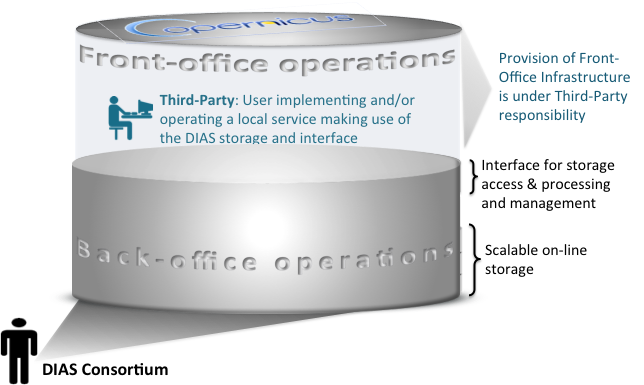 opernicus
Front-office operations
Third-Party: User implementing and/or
operating a local service making use of
the DIAS storage and interface
Provision of Front-
Office Infrastructure
is under Third-Party
responsibility
Interface for storage
access & processing
and management
Back-office operations
Scalable on-line
storage
DIAS Consortium